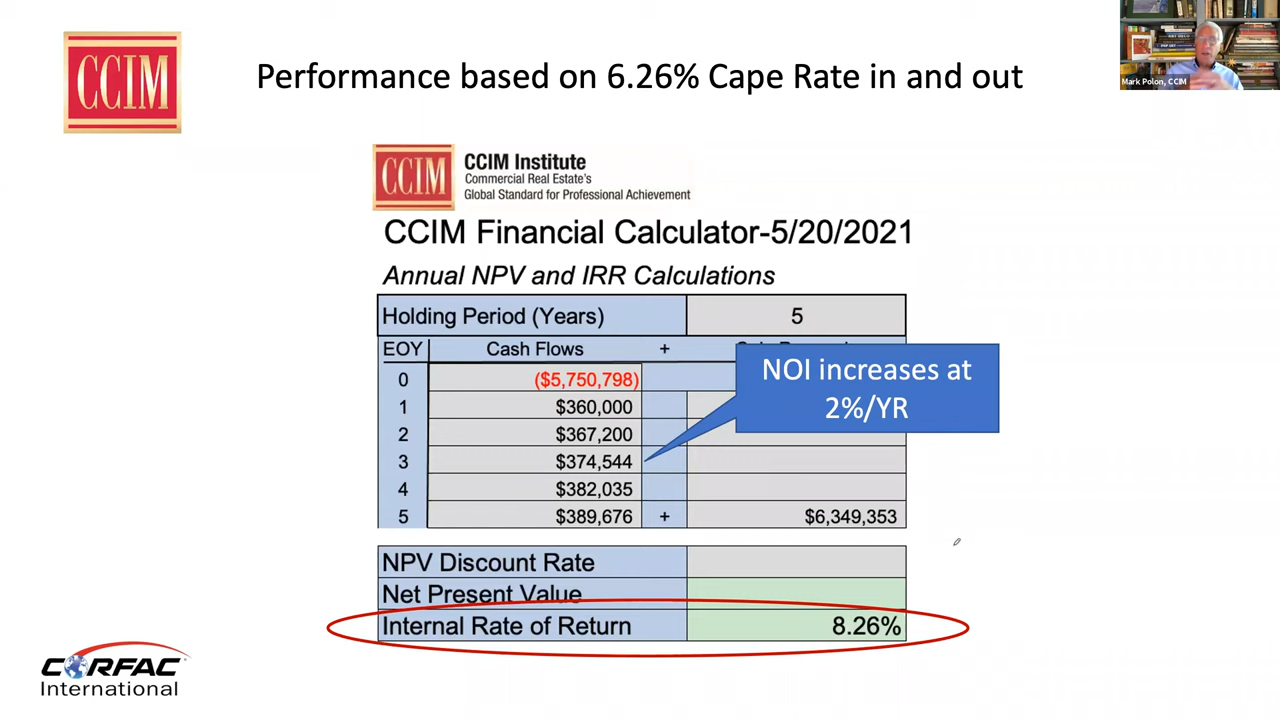 CCIM
Performance based on 6.26% Cape Rate in and out
Mark Polon, CCIM
CCIM
CCIM Institute
Commercial Real Estate's
Global Standard for Professional Achievement
CCIM Financial Calculator-5/20/2021
Annual NPV and IRR Calculations
Holding Period (Years) 5
EOY Cash Flows +
0 ($5,750,798)
1 $360,000
2 $367,200
3 $374,544
4 $382,035
5 $389,676 + $6,349,353
NOI increases at
2%/YR
NPV Discount Rate
Net Present Value
Internal Rate of Return 8.26%
CORFAC
International